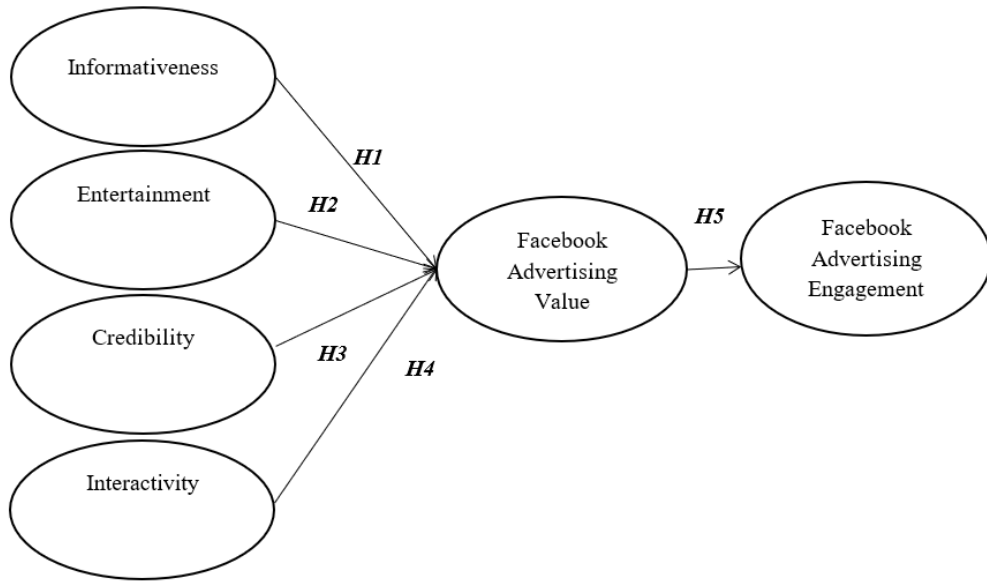 Informativeness
H1
Entertainment
H2
Credibility
H3
Interactivity
H4
Facebook
Advertising
Value
H5
Facebook
Advertising
Engagement